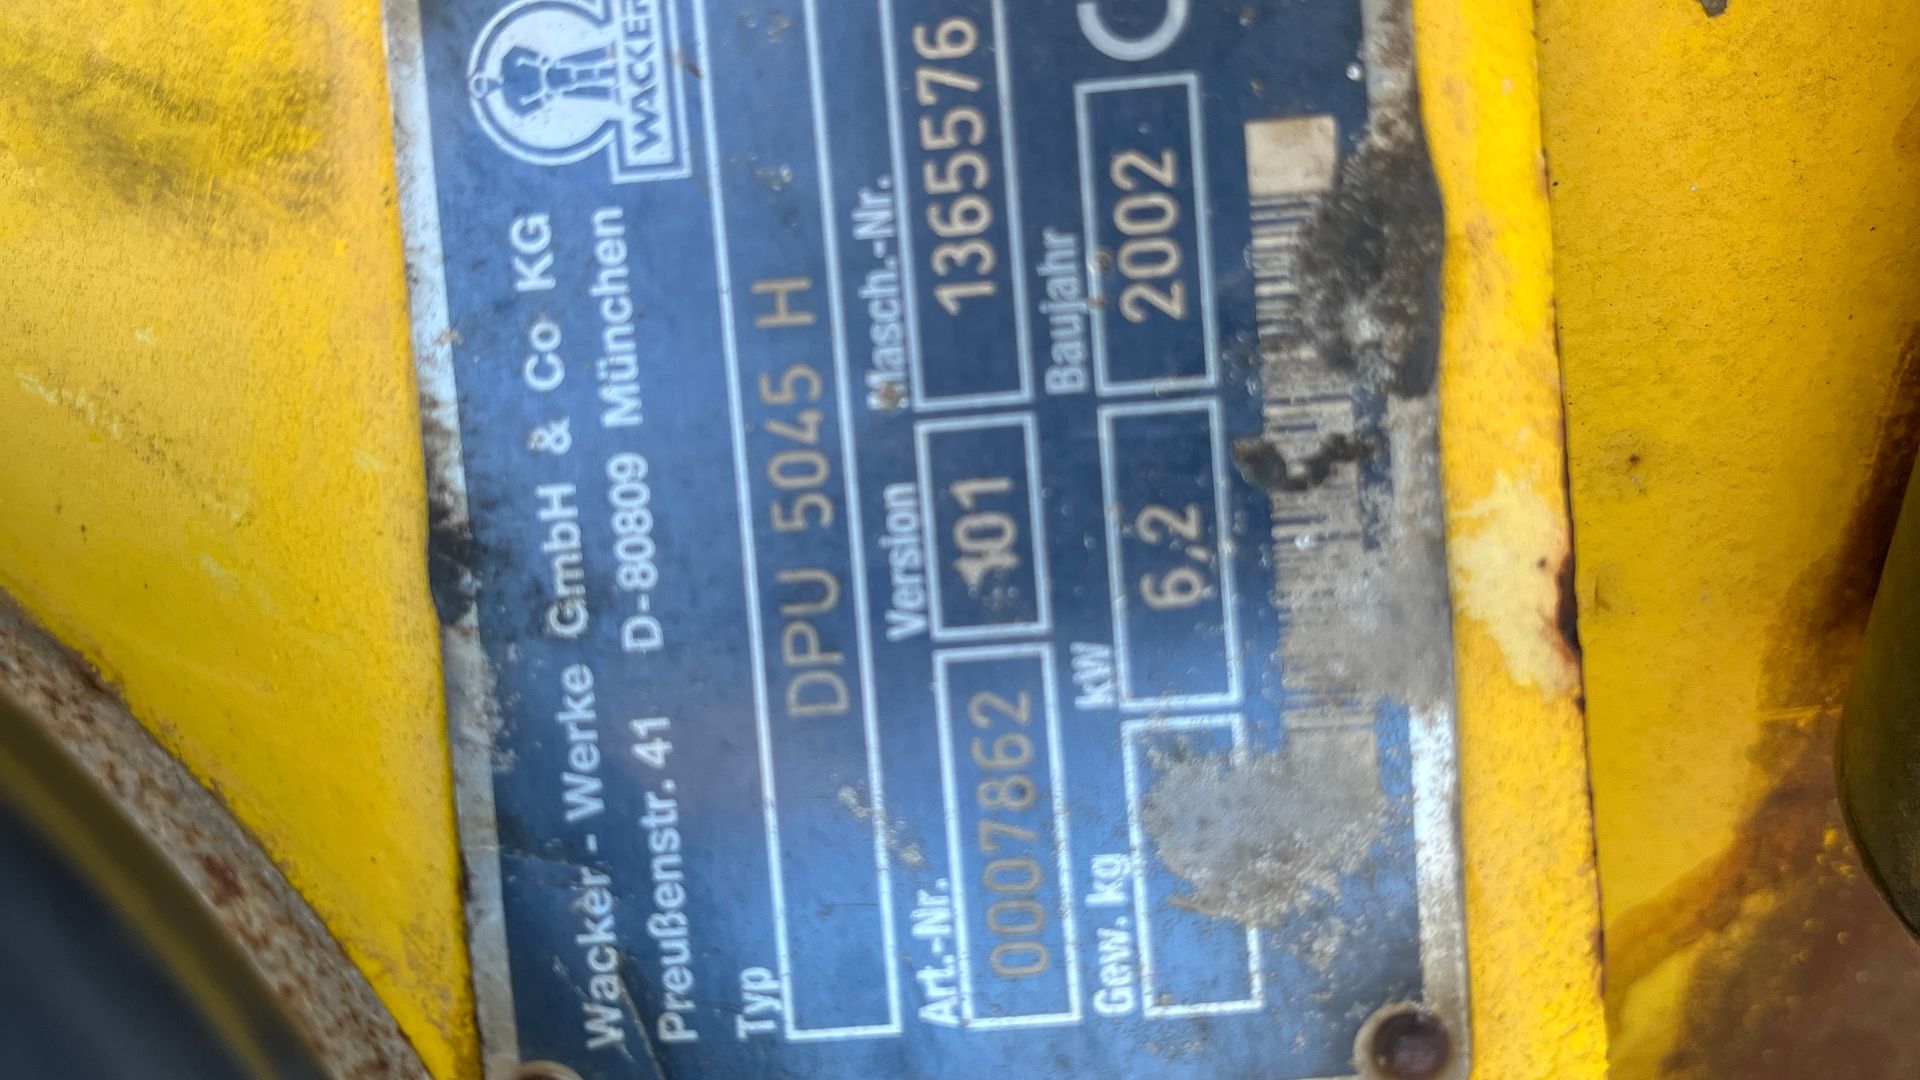 Wacker - Werke GmbH & Co KG
Preußenstr. 41 D-80809 München
WACKER
Typ
DPU 5045 H
Art.-Nr. Version Masch.-Nr.
0007862 101 1365576
Gew. kg kW Baujahr
6,2 2002